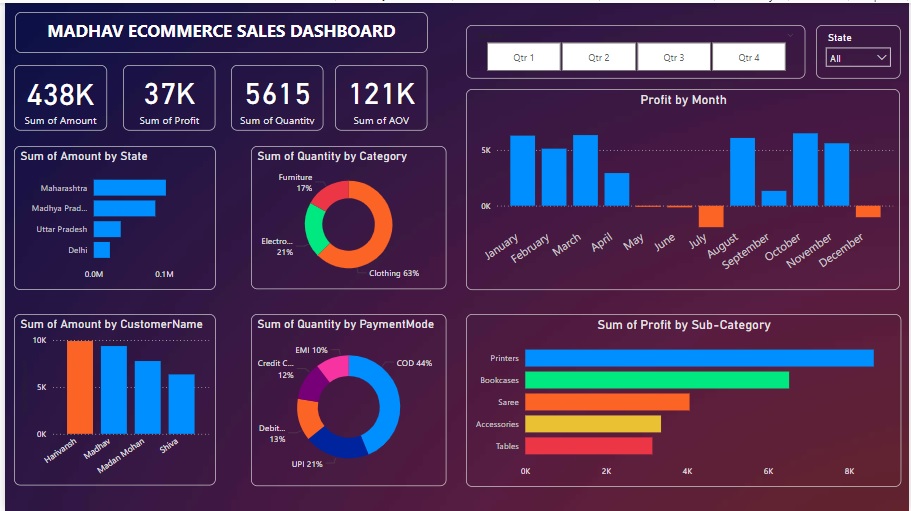 MADHAV ECOMMERCE SALES DASHBOARD
Qtr 1
Qtr 2
Qtr 3
Qtr 4
State
All
438K
Sum of Amount
37K
Sum of Profit
5615
Sum of Quantity
121K
Sum of AOV
Sum of Amount by State
Maharashtra
Madhya Prad...
Uttar Pradesh
Delhi
0.0M
0.1M
Sum of Quantity by Category
Furniture
17%
Electro...
21%
Clothing 63%
Profit by Month
5K
0K
January
February
March
April
May
June
July
August
September
October
November
December
Sum of Amount by CustomerName
10K
5K
0K
Harivansh
Madhav
Madan Mohan
Shiva
Sum of Quantity by PaymentMode
EMI 10%
COD 44%
Credit C...
12%
Debit...
13%
UPI 21%
Sum of Profit by Sub-Category
Printers
Bookcases
Saree
Accessories
Tables
0K
2K
4K
6K
8K